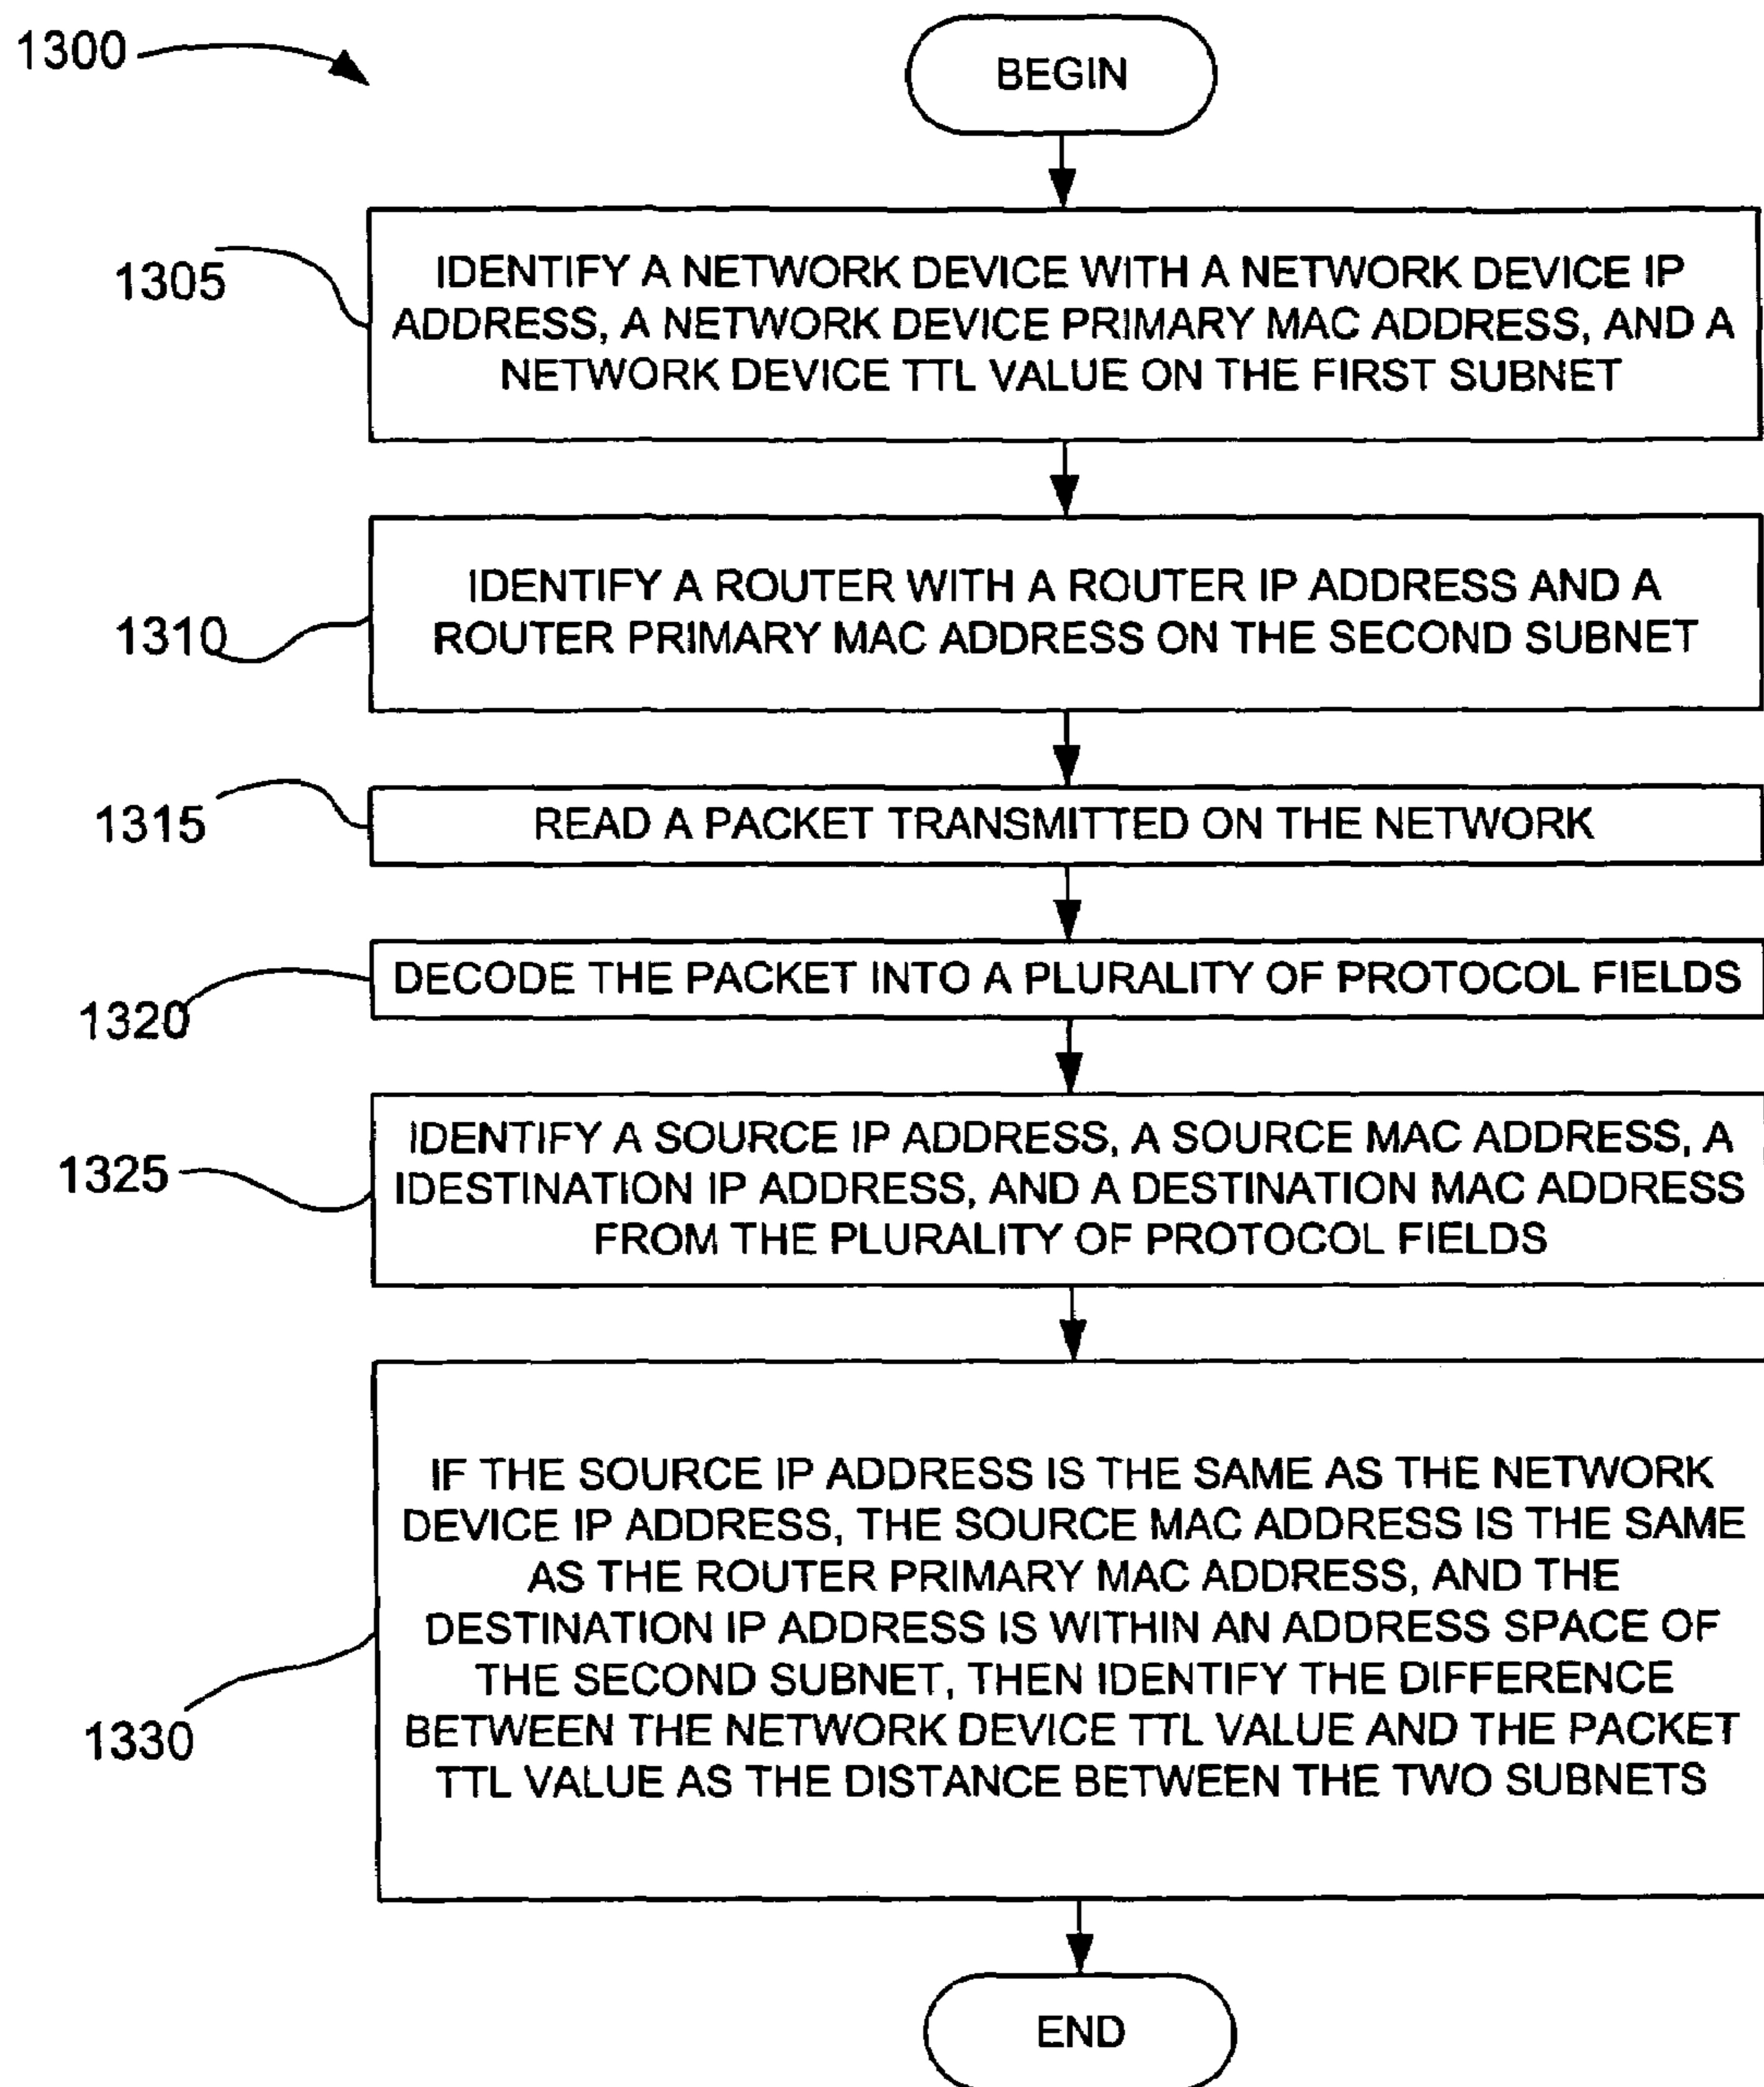 1300
BEGIN
1305
IDENTIFY A NETWORK DEVICE WITH A NETWORK DEVICE IP
ADDRESS, A NETWORK DEVICE PRIMARY MAC ADDRESS, AND A
NETWORK DEVICE TTL VALUE ON THE FIRST SUBNET
1310
IDENTIFY A ROUTER WITH A ROUTER IP ADDRESS AND A
ROUTER PRIMARY MAC ADDRESS ON THE SECOND SUBNET
1315
READ A PACKET TRANSMITTED ON THE NETWORK
1320
DECODE THE PACKET INTO A PLURALITY OF PROTOCOL FIELDS
1325
IDENTIFY A SOURCE IP ADDRESS, A SOURCE MAC ADDRESS, A
IDESTINATION IP ADDRESS, AND A DESTINATION MAC ADDRESS
FROM THE PLURALITY OF PROTOCOL FIELDS
1330
IF THE SOURCE IP ADDRESS IS THE SAME AS THE NETWORK
DEVICE IP ADDRESS, THE SOURCE MAC ADDRESS IS THE SAME
AS THE ROUTER PRIMARY MAC ADDRESS, AND THE
DESTINATION IP ADDRESS IS WITHIN AN ADDRESS SPACE OF
THE SECOND SUBNET, THEN IDENTIFY THE DIFFERENCE
BETWEEN THE NETWORK DEVICE TTL VALUE AND THE PACKET
TTL VALUE AS THE DISTANCE BETWEEN THE TWO SUBNETS
END